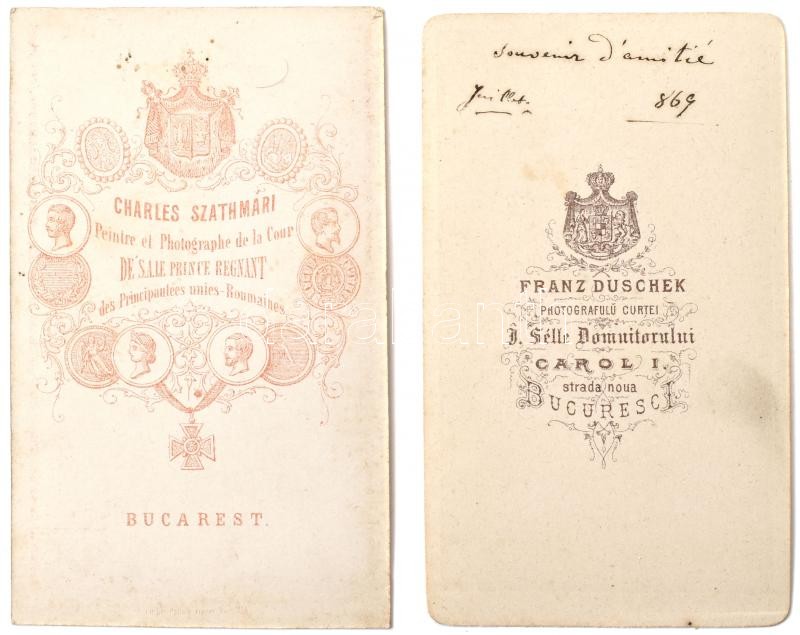 CHARLES SZATHMÁRI
Peintre et Photographe de la Cour
DE S.A.I.E PRINCE REGNANT
des Principautées unies-Roumaines
BUCAREST.
souvenir d'amitié
Juillet. 869
FRANZ DUSCHEK
PHOTOGRAFULŬ CURTEI
J. Sélle Domnitorului
CAROL I.
strada noua
BUCURESCI